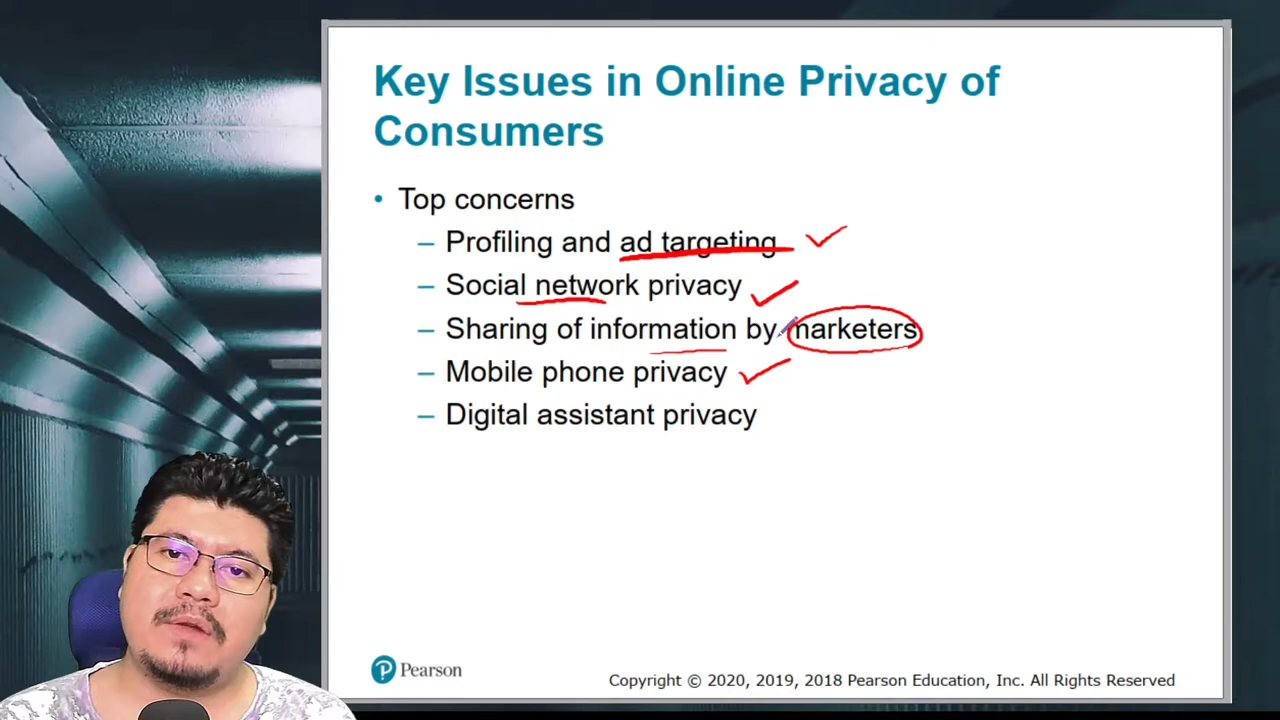 Key Issues in Online Privacy of
Consumers
• Top concerns
– Profiling and ad targeting
– Social network privacy
– Sharing of information by marketers
– Mobile phone privacy
– Digital assistant privacy
Pearson
Copyright © 2020, 2019, 2018 Pearson Education, Inc. All Rights Reserved